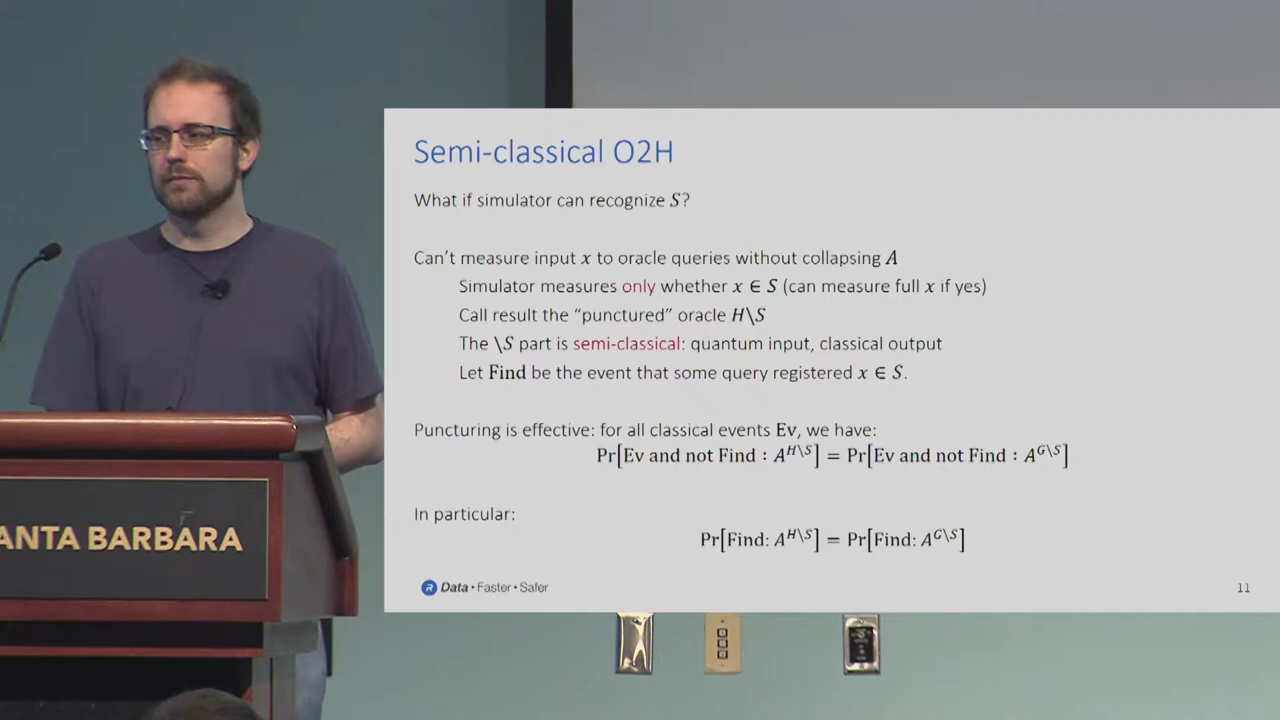 Semi-classical O2H
What if simulator can recognize S?
Can't measure input x to oracle queries without collapsing A
Simulator measures only whether x ∈ S (can measure full x if yes)
Call result the “punctured” oracle H\S
The \S part is semi-classical: quantum input, classical output
Let Find be the event that some query registered x ∈ S.
Puncturing is effective: for all classical events Ev, we have:
Pr[Ev and not Find : A^{H\S}] = Pr[Ev and not Find : A^{G\S}]
In particular:
Pr[Find: A^{H\S}] = Pr[Find: A^{G\S}]
R Data • Faster • Safer
11
ANTA BARBARA